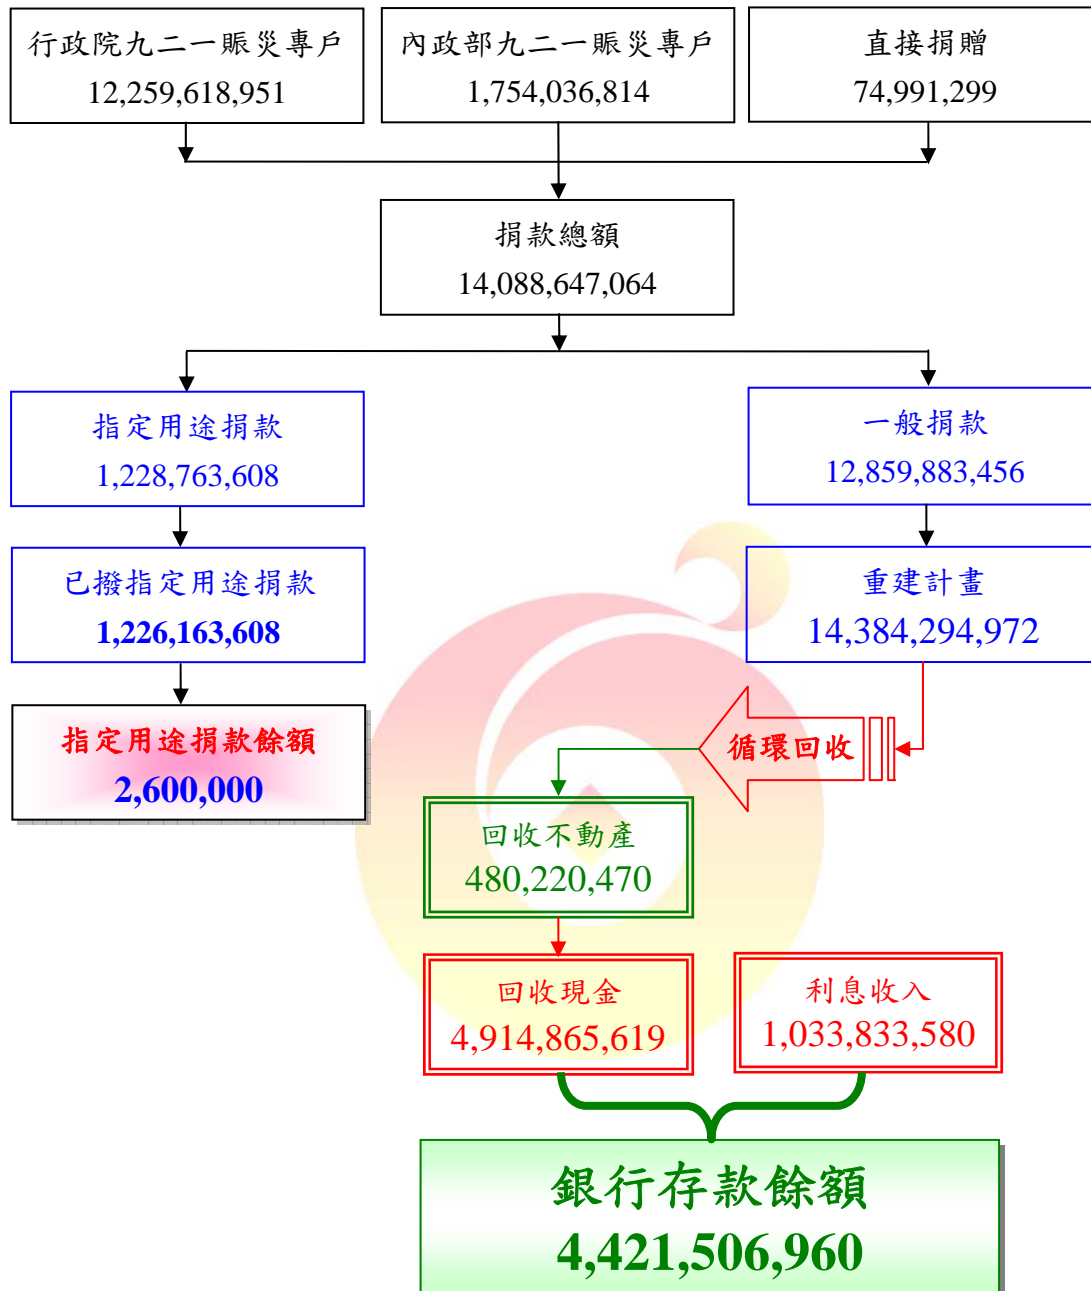 行政院九二一賑災專戶
12,259,618,951
內政部九二一賑災專戶
1,754,036,814
直接捐贈
74,991,299
捐款總額
14,088,647,064
指定用途捐款
1,228,763,608
一般捐款
12,859,883,456
已撥指定用途捐款
1,226,163,608
重建計畫
14,384,294,972
指定用途捐款餘額
2,600,000
循環回收
回收不動產
480,220,470
回收現金
4,914,865,619
利息收入
1,033,833,580
銀行存款餘額
4,421,506,960